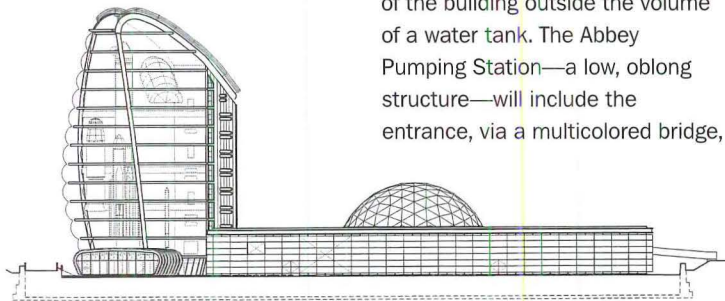 of the building outside the volume
of a water tank. The Abbey
Pumping Station—a low, oblong
structure—will include the
entrance, via a multicolored bridge,